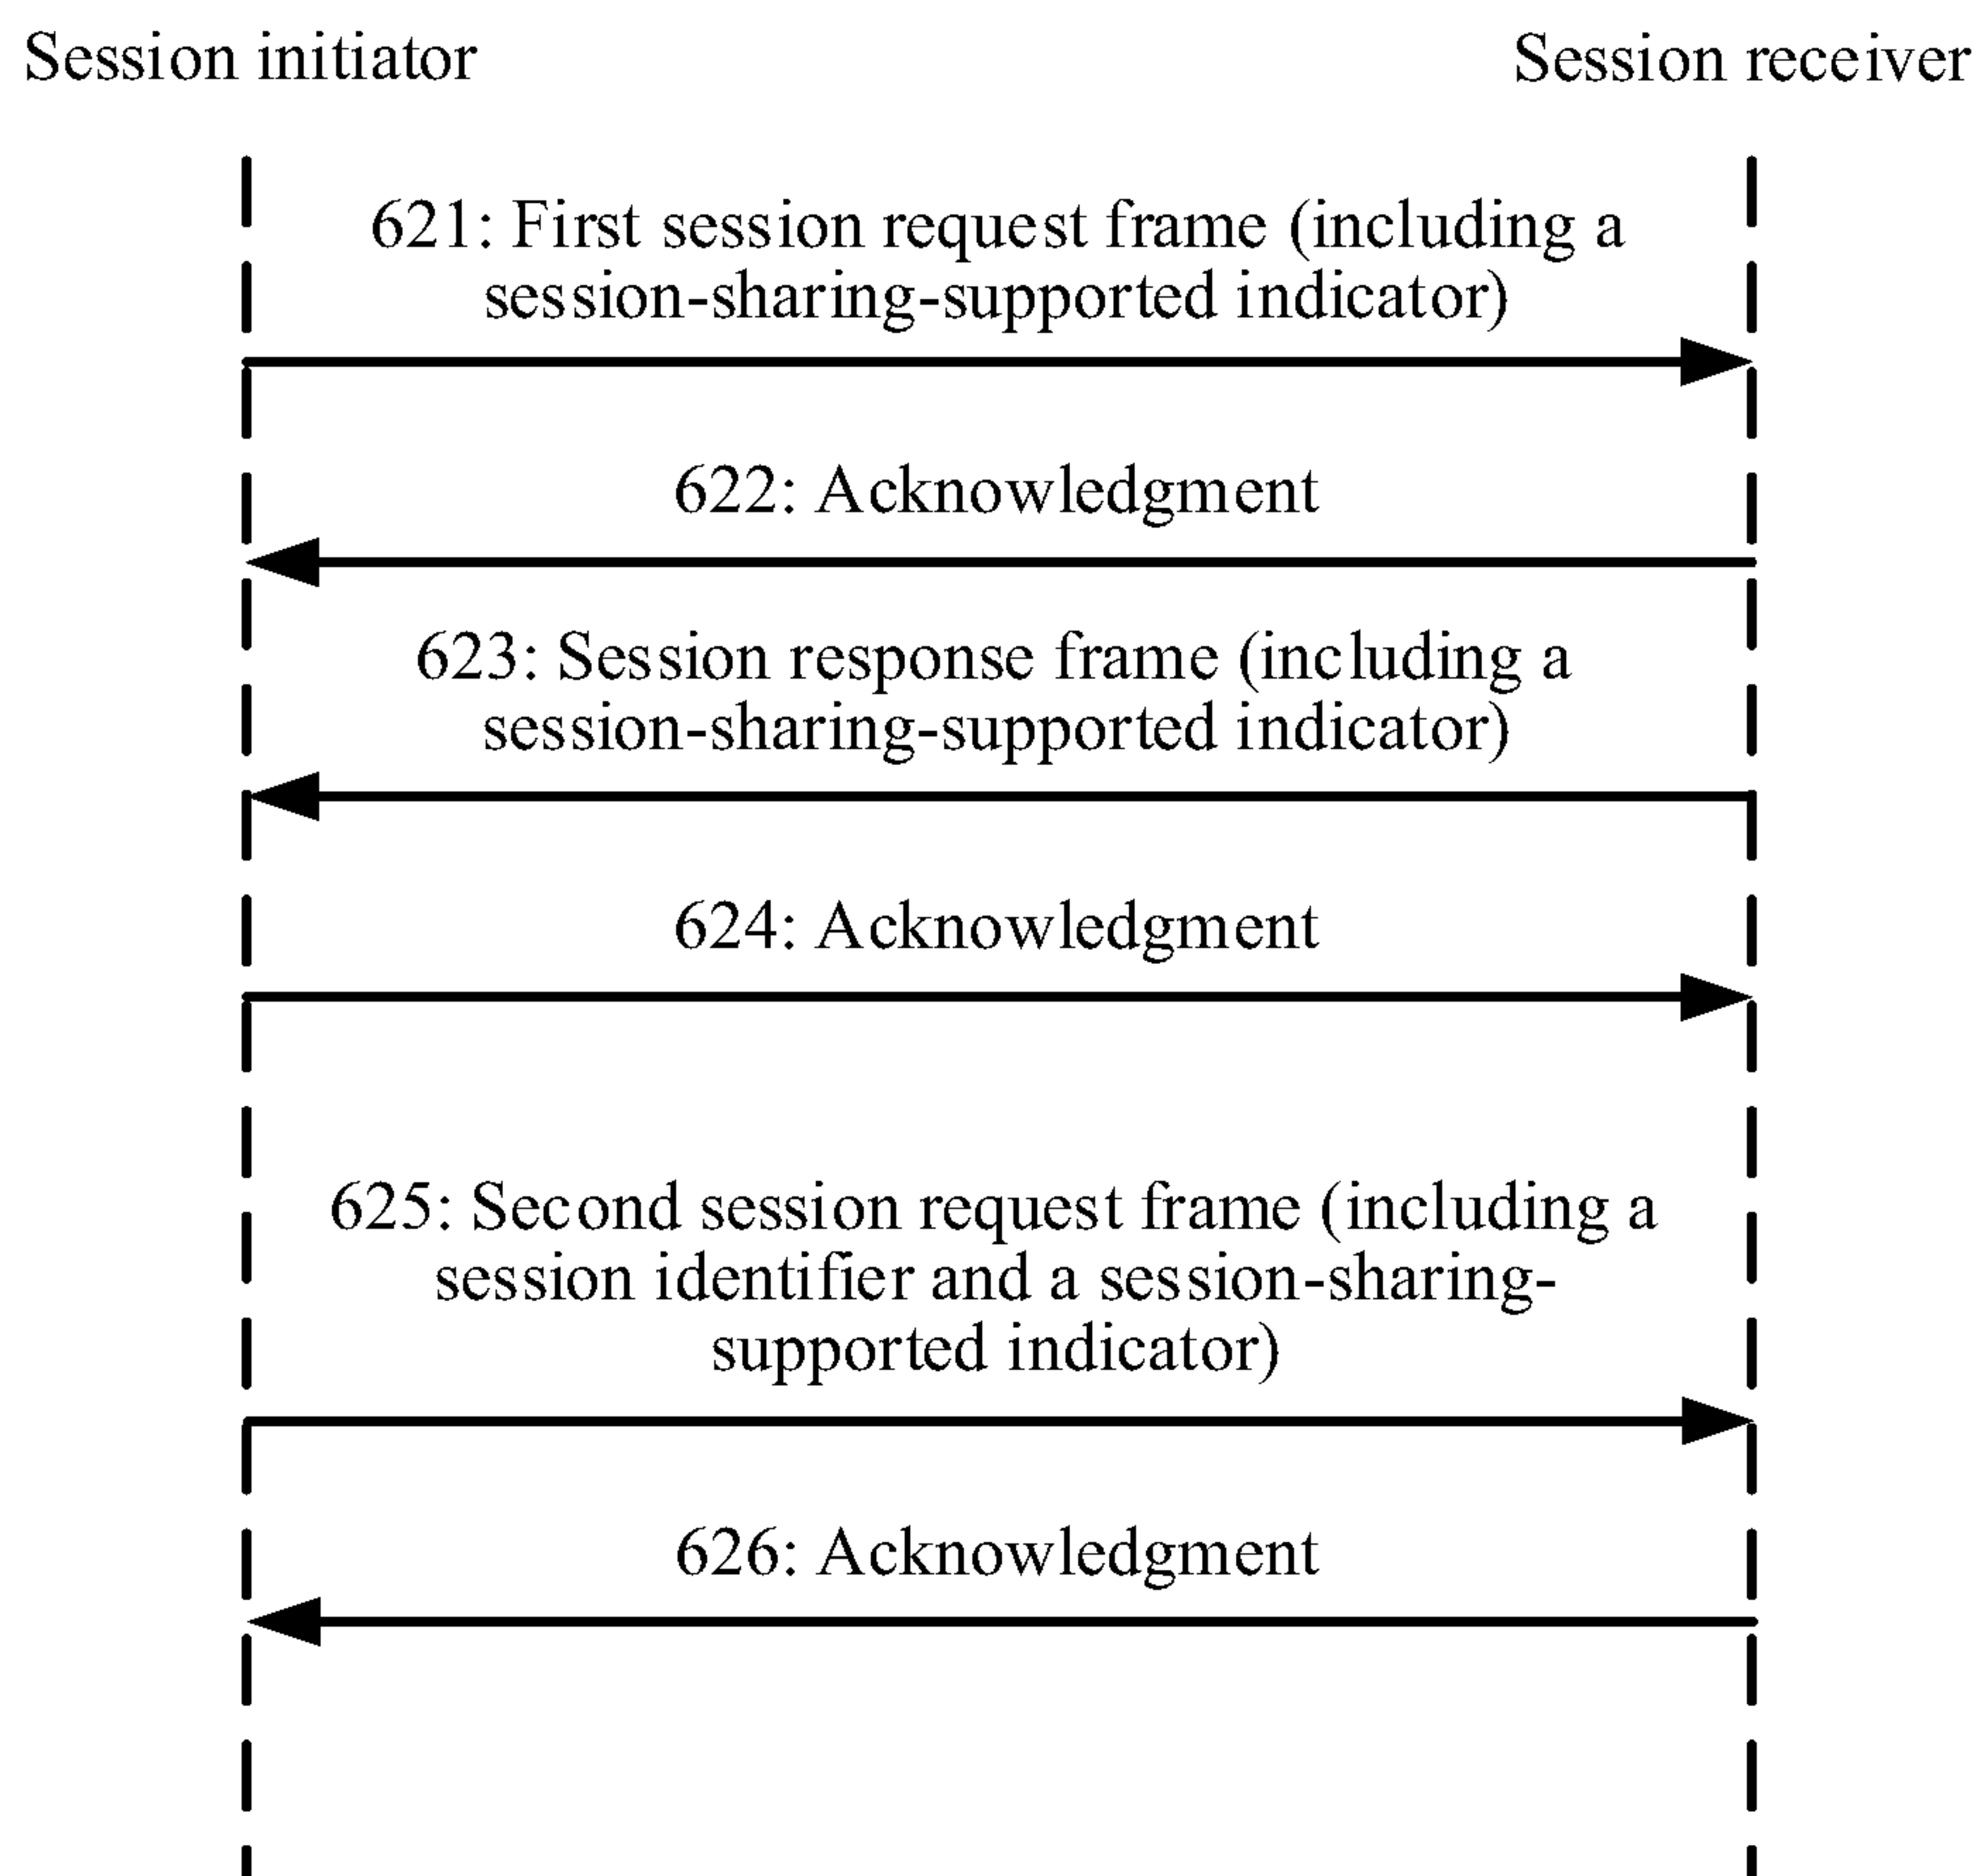 Session initiator
Session receiver
621: First session request frame (including a
session-sharing-supported indicator)
622: Acknowledgment
623: Session response frame (including a
session-sharing-supported indicator)
624: Acknowledgment
625: Second session request frame (including a
session identifier and a session-sharing-
supported indicator)
626: Acknowledgment